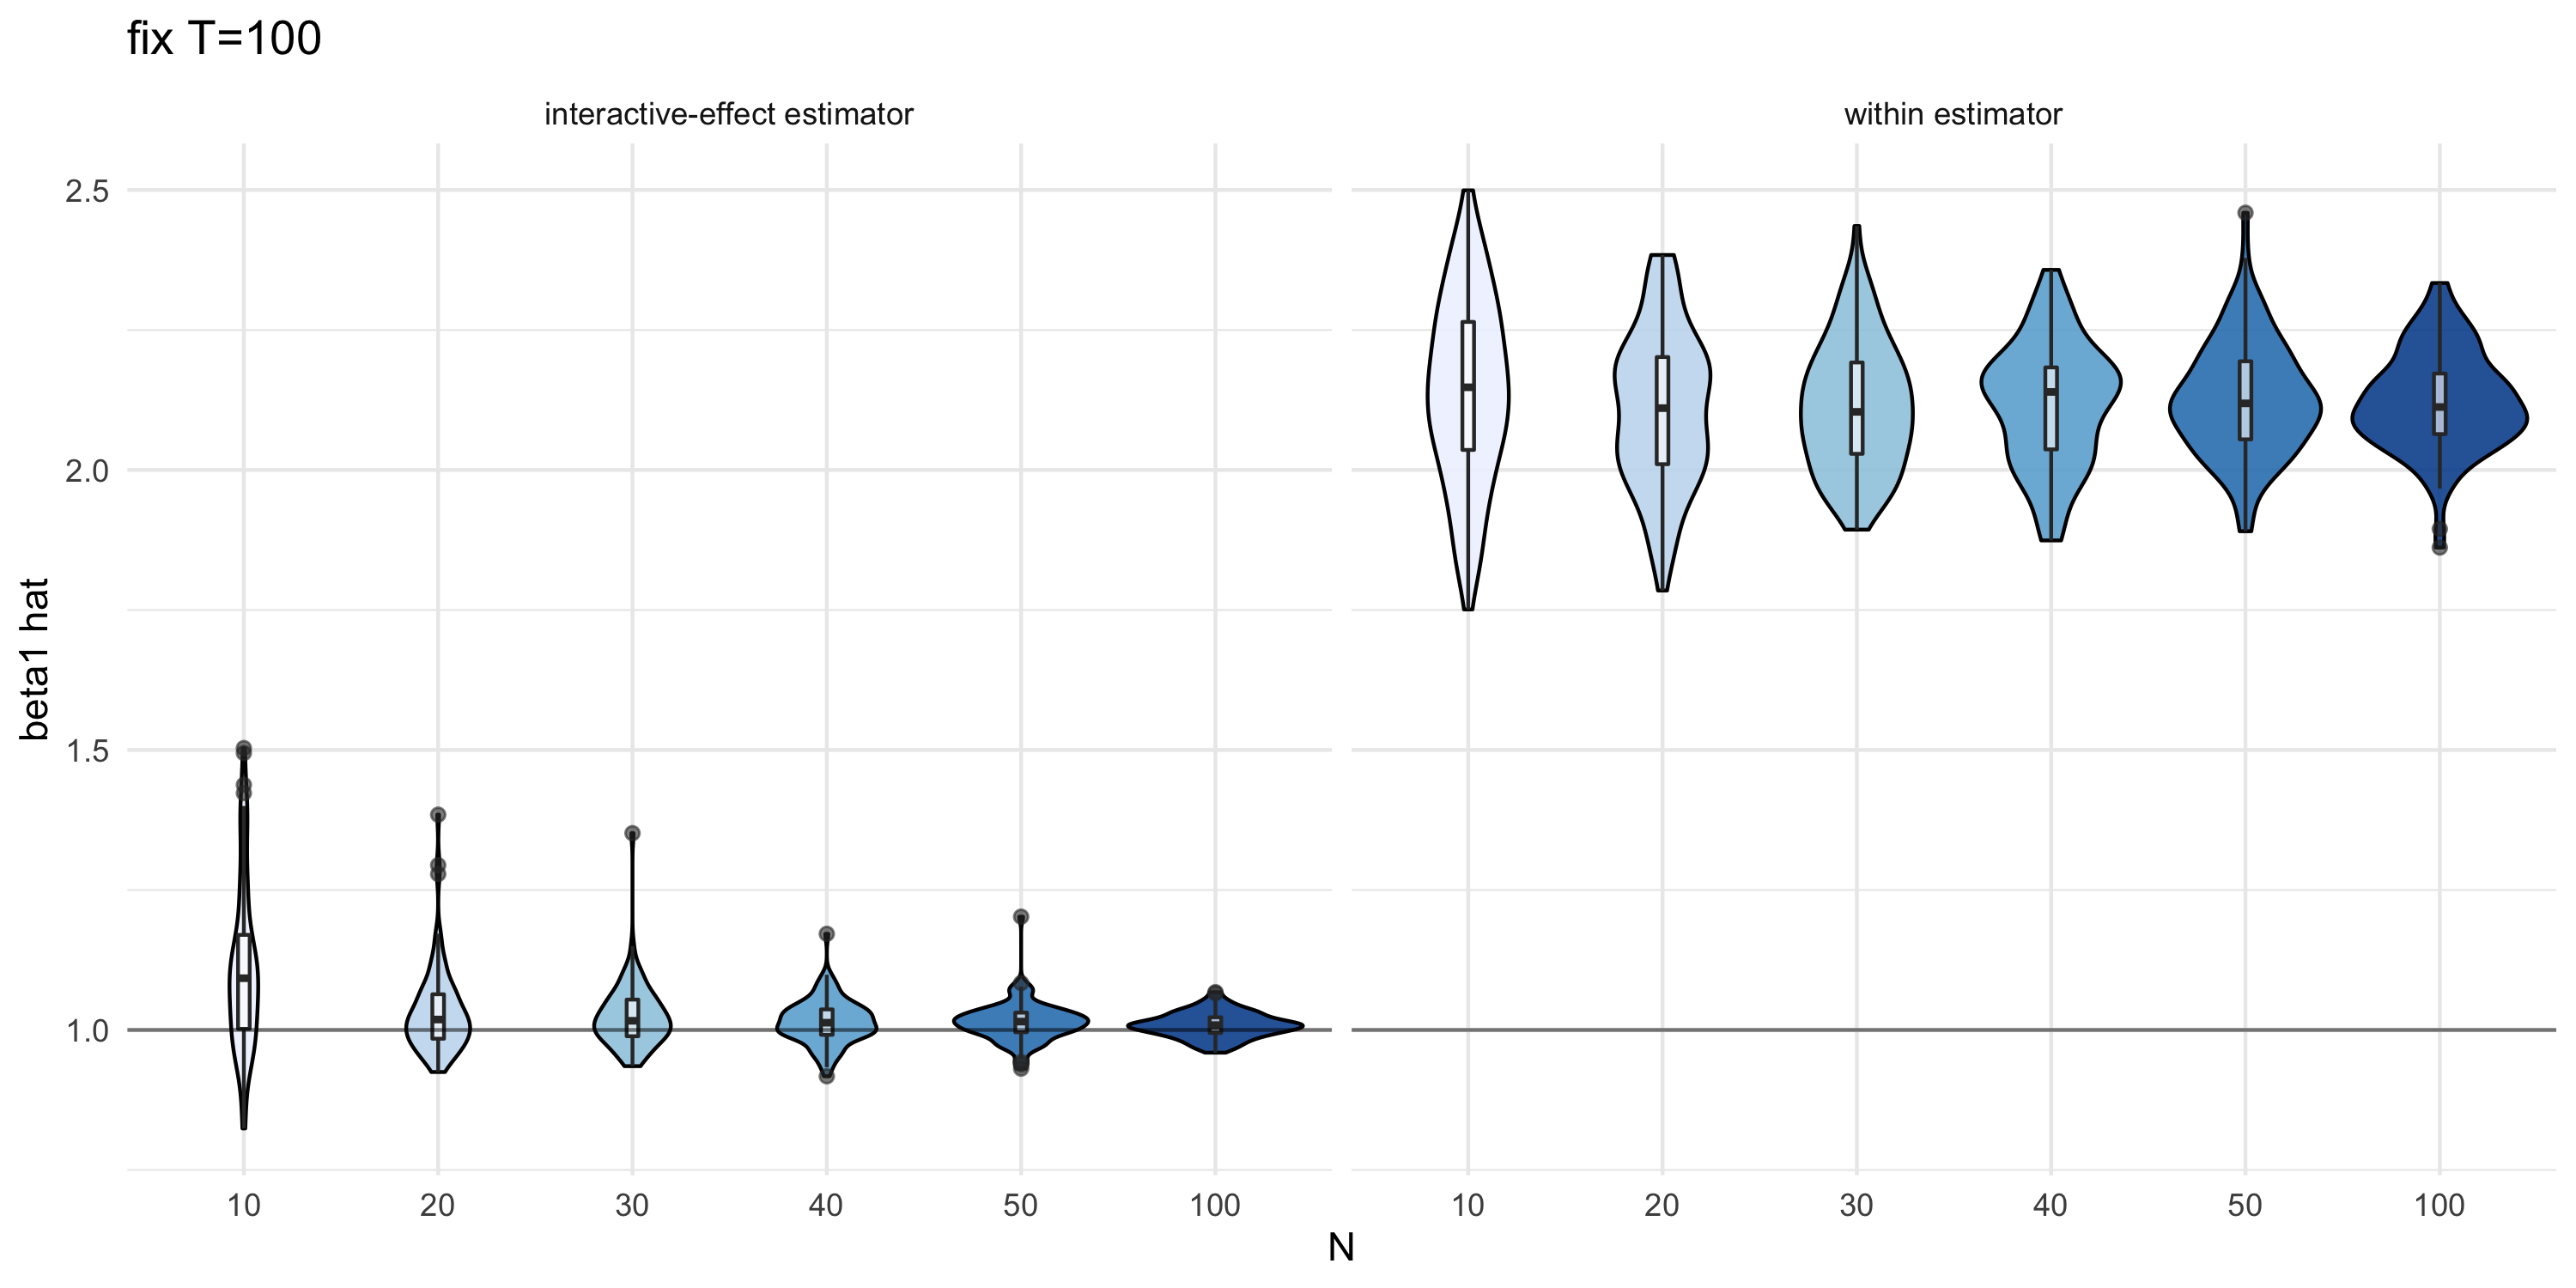 fix T=100
interactive-effect estimator
within estimator
2.5
2.0
1.5
1.0
beta1 hat
10 20 30 40 50 100
10 20 30 40 50 100
N